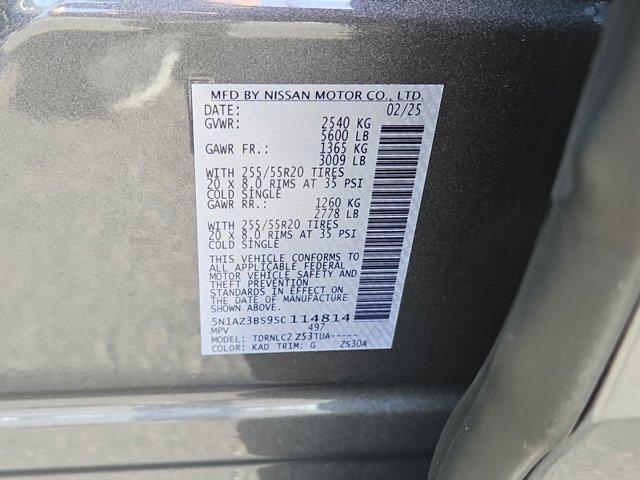 MFD BY NISSAN MOTOR CO., LTD.
DATE: 02/25
GVWR: 2540 KG
5600 LB
GAWR FR.: 1365 KG
3009 LB
WITH 255/55R20 TIRES
20 X 8.0 RIMS AT 35 PSI
COLD SINGLE
GAWR RR.: 1260 KG
2778 LB
WITH 255/55R20 TIRES
20 X 8.0 RIMS AT 35 PSI
COLD SINGLE
THIS VEHICLE CONFORMS TO
ALL APPLICABLE FEDERAL
MOTOR VEHICLE SAFETY AND
THEFT PREVENTION
STANDARDS IN EFFECT ON
THE DATE OF MANUFACTURE
SHOWN ABOVE.
5N1AZ3BS9SC114814
MPV 497
MODEL: TDRNLC2 Z53TUA-----
COLOR: KAD TRIM: G ZS30A